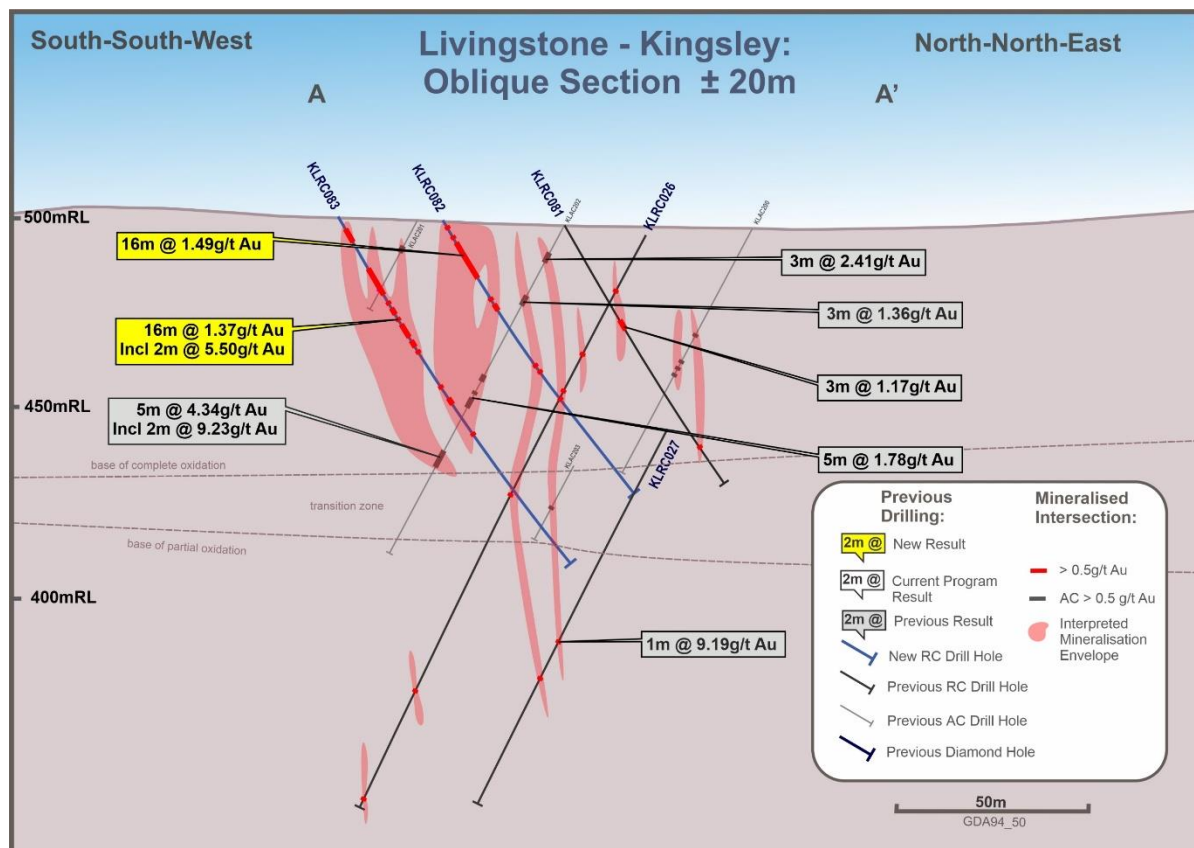 South-South-West
Livingstone - Kingsley:
Oblique Section ± 20m
North-North-East
A
A’
KLRC083
KLRC082
KLRC081
KLAC202
KLRC026
KLAC200
KLAC201
500mRL
16m @ 1.49g/t Au
3m @ 2.41g/t Au
3m @ 1.36g/t Au
16m @ 1.37g/t Au
Incl 2m @ 5.50g/t Au
3m @ 1.17g/t Au
450mRL
5m @ 4.34g/t Au
Incl 2m @ 9.23g/t Au
5m @ 1.78g/t Au
KLRC027
KLAC203
base of complete oxidation
transition zone
base of partial oxidation
400mRL
1m @ 9.19g/t Au
Previous
Drilling:
2m @ New Result
2m @ Current Program
Result
2m @ Previous Result
New RC Drill Hole
Previous RC Drill Hole
Previous AC Drill Hole
Previous Diamond Hole
Mineralised
Intersection:
> 0.5g/t Au
AC > 0.5 g/t Au
Interpreted
Mineralisation
Envelope
50m
GDA94_50